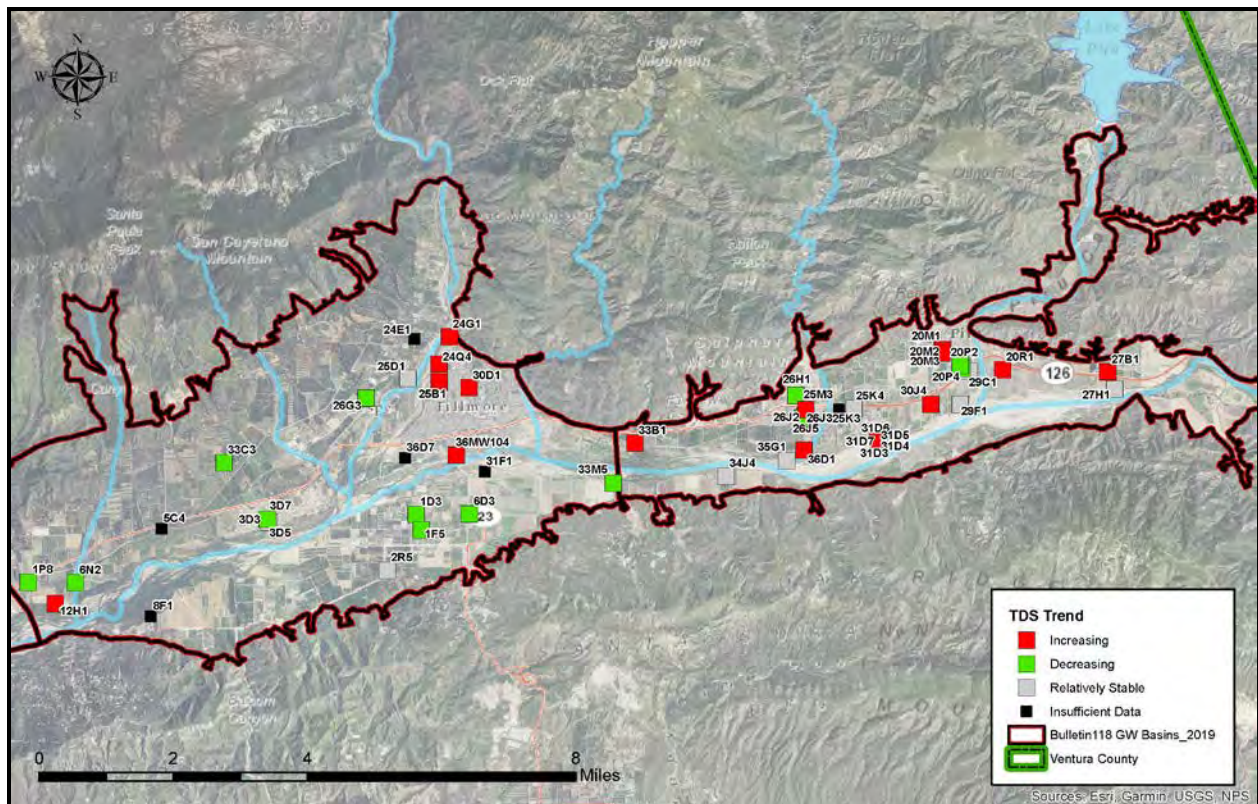 Hopper
Mountain
N
W E
S
Santa
Paula
Peak
San Cayetano
Mountain
24E1
24G1
24Q4
25D1
25B1
30D1
26G3
Fillmore
20M1
20M2
20M3
20P2
20P4
29C1
20R1
126
27B1
27H1
26H1
25M3
25K4
30J4
29F1
26J2
26J3
25K3
26J5
31D6
31D5
31D7
31D4
31D3
33B1
35G1
36D1
34J4
33M5
36D7
36MW104
31F1
33C3
3D7
3D3
3D5
1D3
6D3
23
1F5
5C4
2R5
1P8
6N2
12H1
8F1
Canyon
TDS Trend
Increasing
Decreasing
Relatively Stable
Insufficient Data
Bulletin118 GW Basins_2019
Ventura County
0 2 4 8
Miles
Sources: Esri, Garmin, USGS, NPS